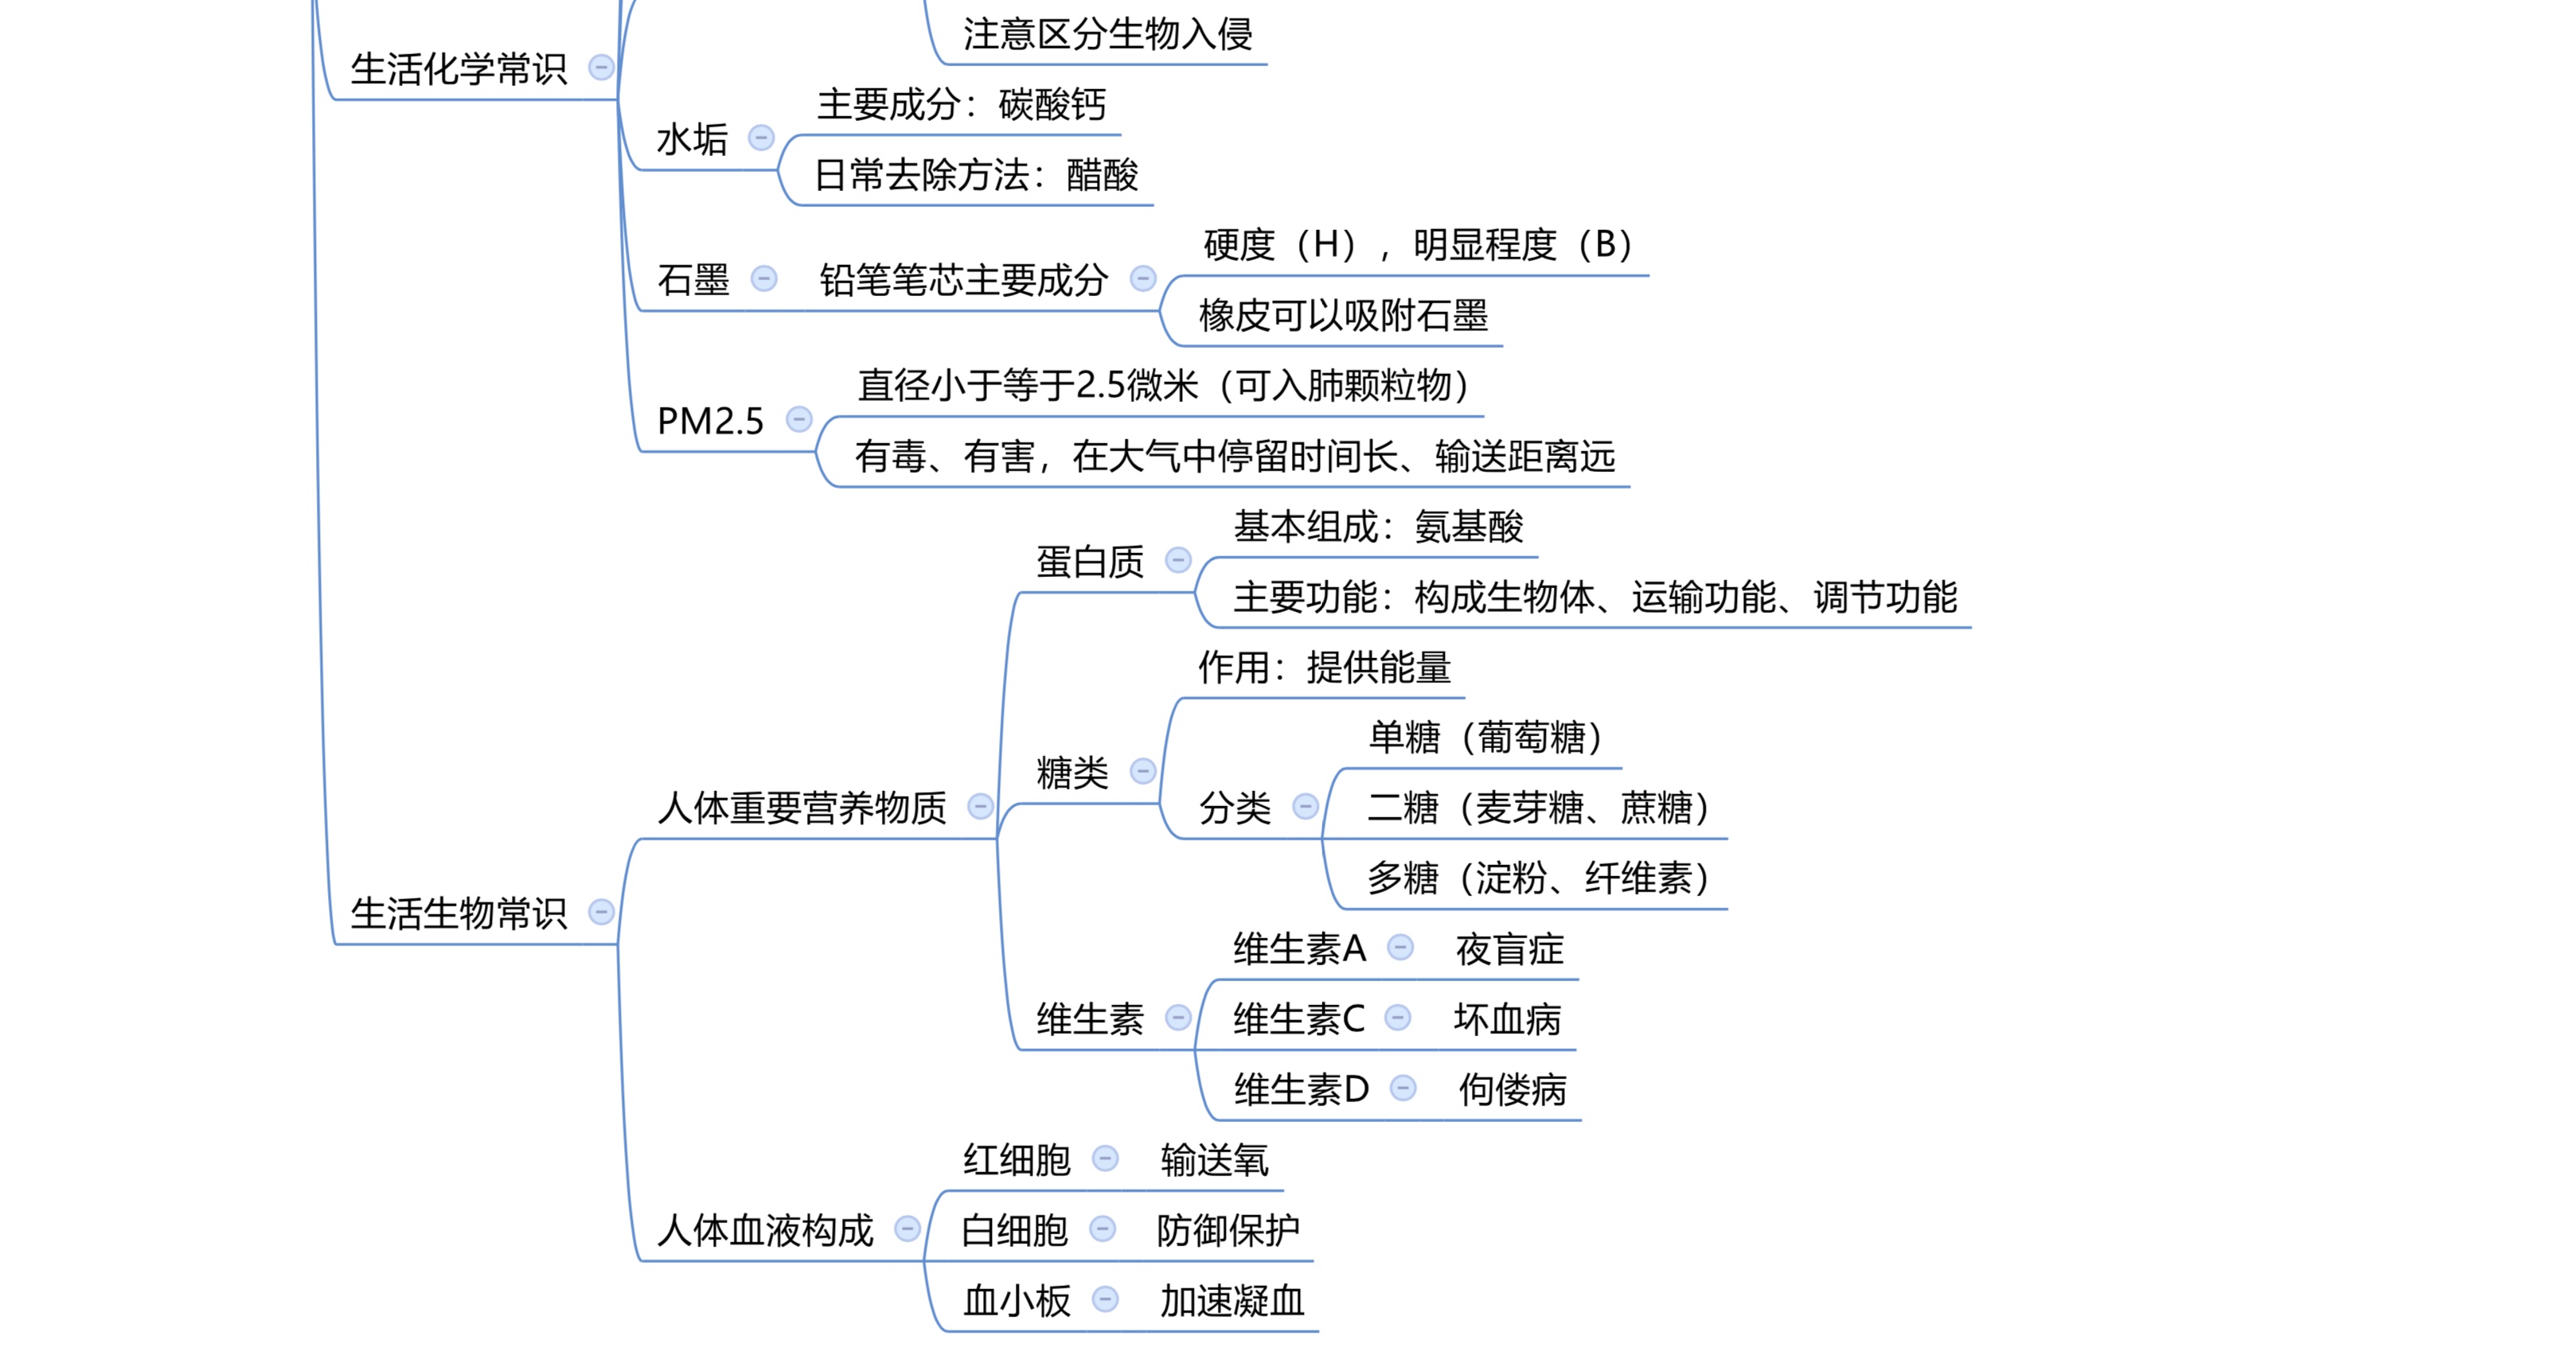 注意区分生物入侵
生活化学常识
水垢
主要成分：碳酸钙
日常去除方法：醋酸
石墨
铅笔笔芯主要成分
硬度（H），明显程度（B）
橡皮可以吸附石墨
PM2.5
直径小于等于2.5微米（可入肺颗粒物）
有毒、有害，在大气中停留时间长、输送距离远
生活生物常识
人体重要营养物质
蛋白质
基本组成：氨基酸
主要功能：构成生物体、运输功能、调节功能
糖类
作用：提供能量
分类
单糖（葡萄糖）
二糖（麦芽糖、蔗糖）
多糖（淀粉、纤维素）
维生素
维生素A 夜盲症
维生素C 坏血病
维生素D 佝偻病
人体血液构成
红细胞 输送氧
白细胞 防御保护
血小板 加速凝血